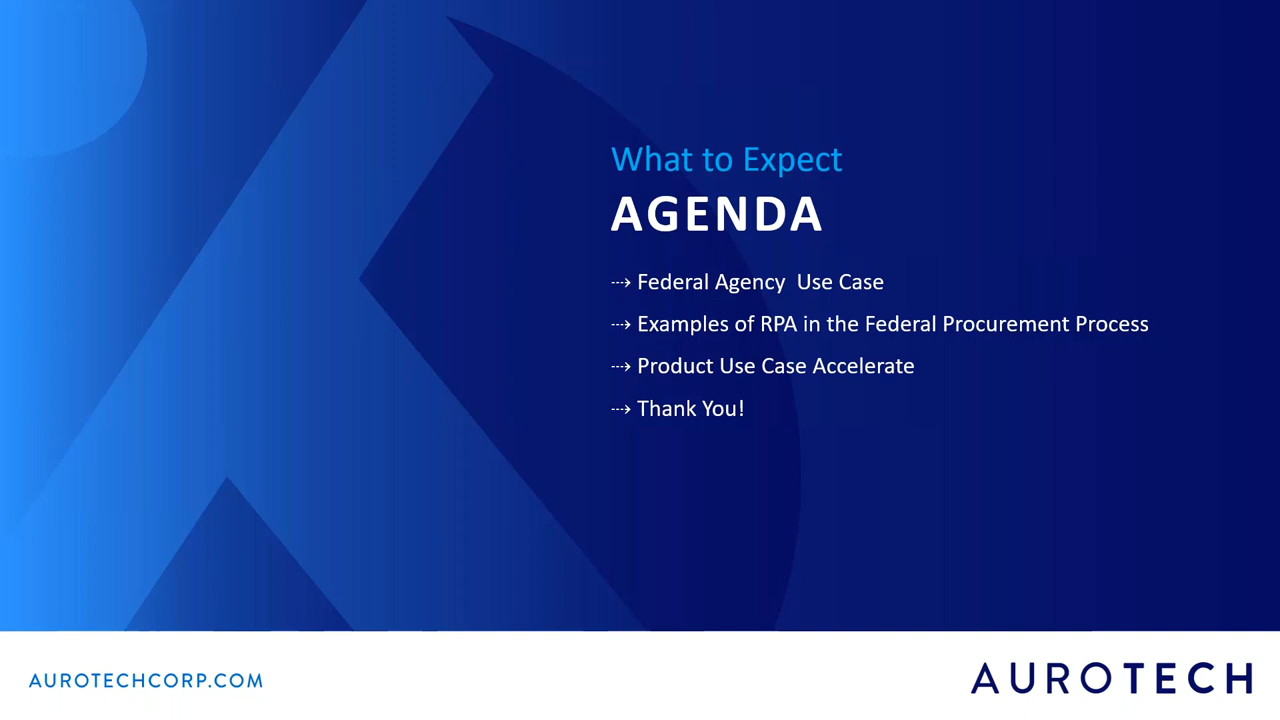 What to Expect
AGENDA
⇢ Federal Agency  Use Case
⇢ Examples of RPA in the Federal Procurement Process
⇢ Product Use Case Accelerate
⇢ Thank You!
AUROTECHCORP.COM
AUROTECH